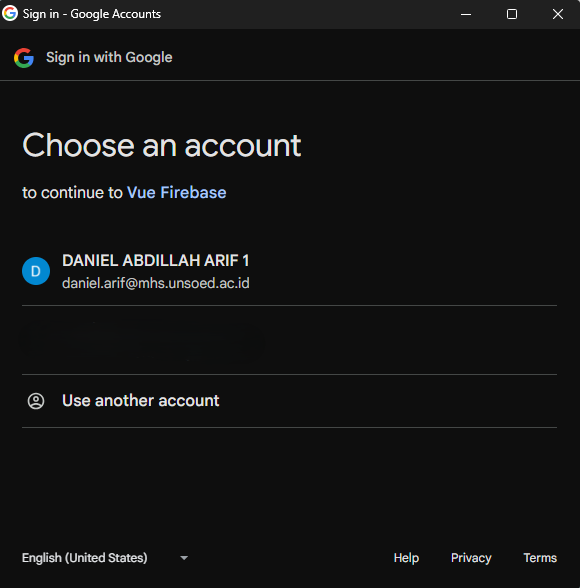 Sign in - Google Accounts
Sign in with Google
Choose an account
to continue to Vue Firebase
D
DANIEL ABDILLAH ARIF 1
daniel.arif@mhs.unsoed.ac.id
Use another account
English (United States)
Help Privacy Terms